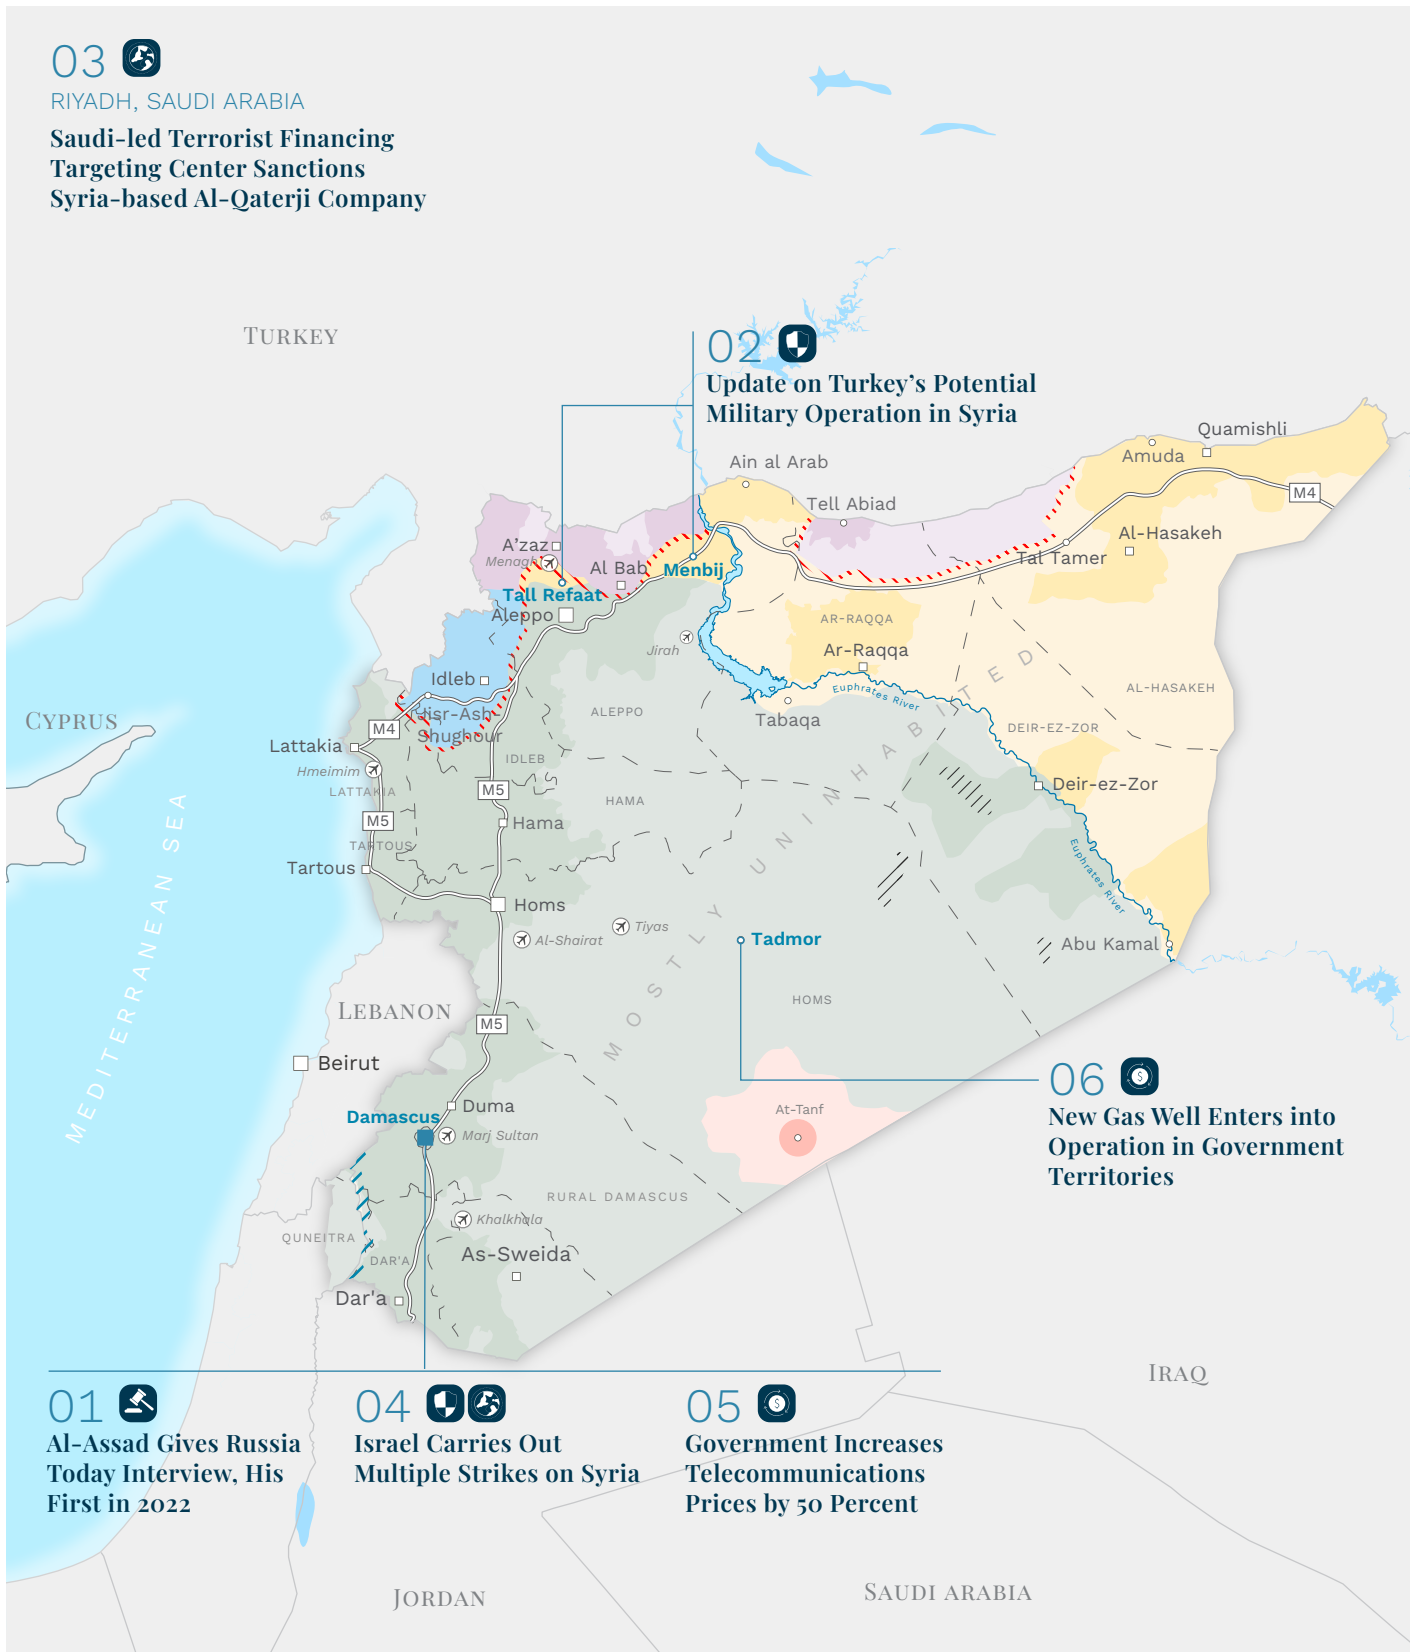 03
RIYADH, SAUDI ARABIA
Saudi-led Terrorist Financing
Targeting Center Sanctions
Syria-based Al-Qaterji Company
TURKEY
02
Update on Turkey’s Potential
Military Operation in Syria
Quamishli
Amuda
Ain al Arab
M4
Tell Abiad
Al-Hasakeh
A’zaz
Tal Tamer
Menagh
Al Bab
Menbij
Tall Refaat
Aleppo
AR-RAQQA
Jirah
Ar-Raqqa
Idleb
AL-HASAKEH
Euphrates River
CYPRUS
Jisr-Ash-
Shughour
ALEPPO
Tabaqa
M4
DEIR-EZ-ZOR
Lattakia
IDLEB
Hmeimim
Deir-ez-Zor
LATTAKIA
M5
HAMA
M5
Hama
TARTOUS
Tartous
Euphrates River
MOSTLY UNINHABITED
Homs
Tiyas
Al-Shairat
Tadmor
Abu Kamal
MEDITERRANEAN SEA
LEBANON
HOMS
M5
Beirut
06
New Gas Well Enters into
Operation in Government
Territories
Duma
At-Tanf
Damascus
Marj Sultan
RURAL DAMASCUS
Khalkhala
QUNEITRA
As-Sweida
DAR'A
Dar'a
IRAQ
01
Al-Assad Gives Russia
Today Interview, His
First in 2022
04
Israel Carries Out
Multiple Strikes on Syria
05
Government Increases
Telecommunications
Prices by 50 Percent
JORDAN
SAUDI ARABIA